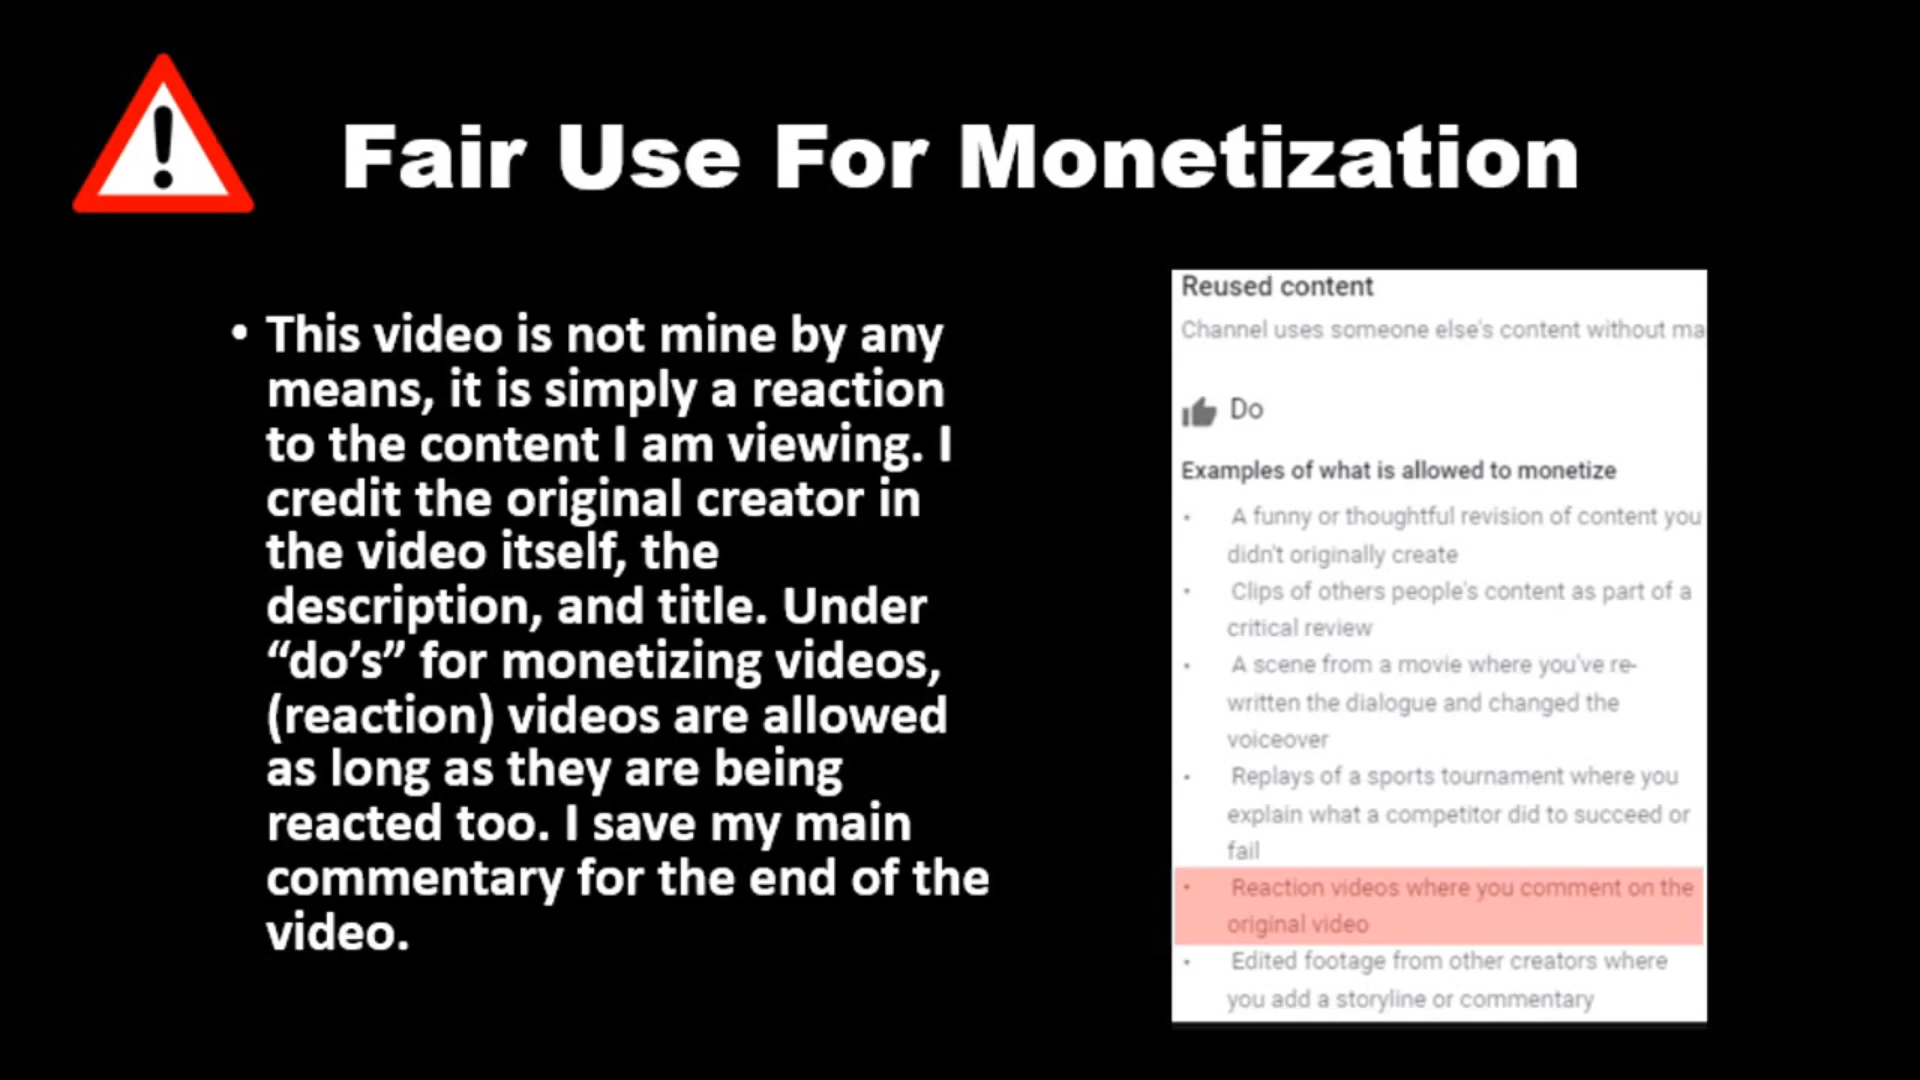 Fair Use For Monetization
• This video is not mine by any
means, it is simply a reaction
to the content I am viewing. I
credit the original creator in
the video itself, the
description, and title. Under
“do’s” for monetizing videos,
(reaction) videos are allowed
as long as they are being
reacted too. I save my main
commentary for the end of the
video.
Reused content
Channel uses someone else's content without ma
Do
Examples of what is allowed to monetize
• A funny or thoughtful revision of content you
didn't originally create
• Clips of others people's content as part of a
critical review
• A scene from a movie where you've re-
written the dialogue and changed the
voiceover
• Replays of a sports tournament where you
explain what a competitor did to succeed or
fail
• Reaction videos where you comment on the
original video
• Edited footage from other creators where
you add a storyline or commentary